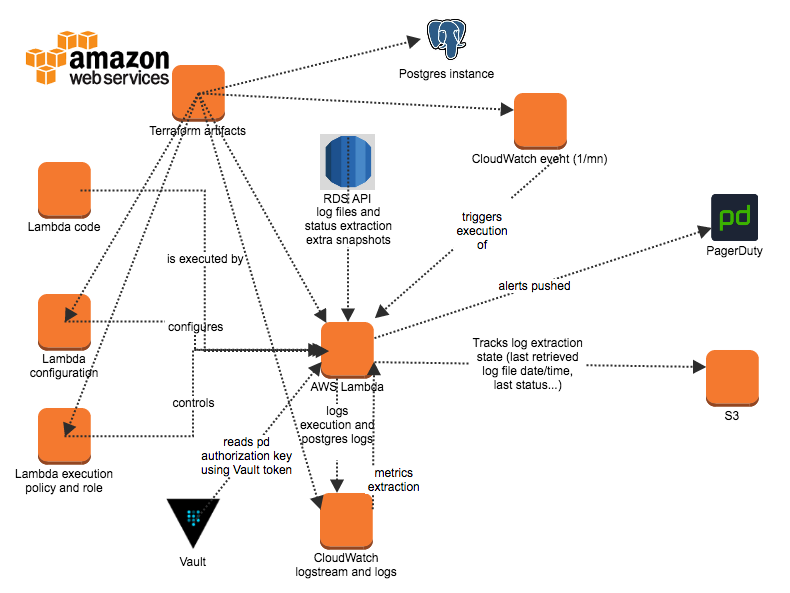 amazon
web services
Postgres instance
Terraform artifacts
CloudWatch event (1/mn)
RDS API
log files and
status extraction
extra snapshots
Lambda code
triggers
execution
of
pd
PagerDuty
is executed by
alerts pushed
configures
Lambda
configuration
Tracks log extraction
state (last retrieved
log file date/time,
last status...)
AWS Lambda
S3
controls
logs
execution and
postgres logs
reads pd
authorization key
using Vault token
Lambda execution
policy and role
metrics
extraction
Vault
CloudWatch
logstream and logs